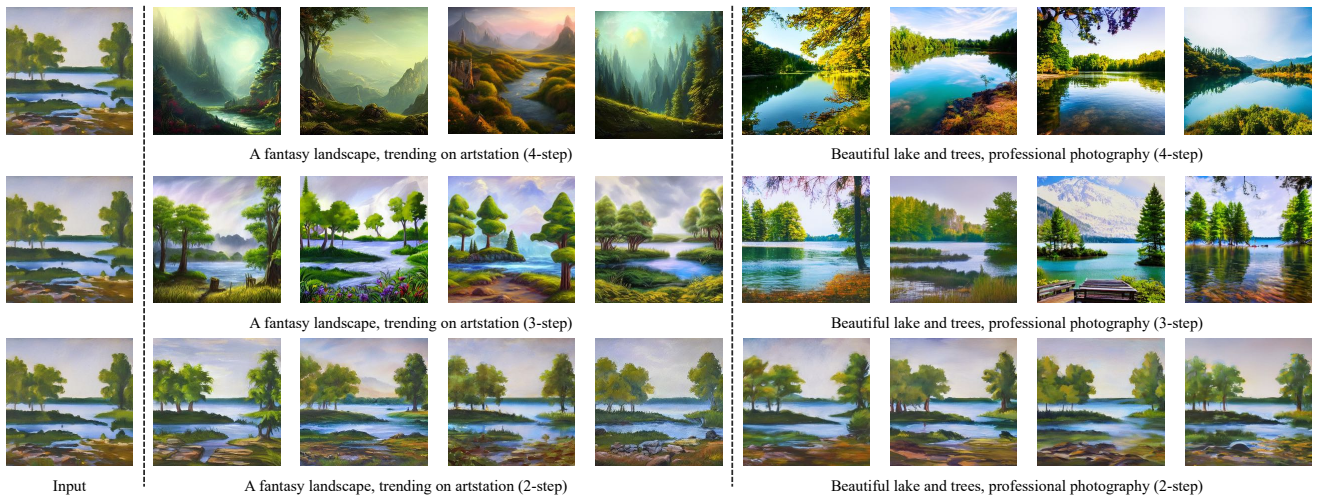 A fantasy landscape, trending on artstation (4-step)
Beautiful lake and trees, professional photography (4-step)
A fantasy landscape, trending on artstation (3-step)
Beautiful lake and trees, professional photography (3-step)
Input
A fantasy landscape, trending on artstation (2-step)
Beautiful lake and trees, professional photography (2-step)